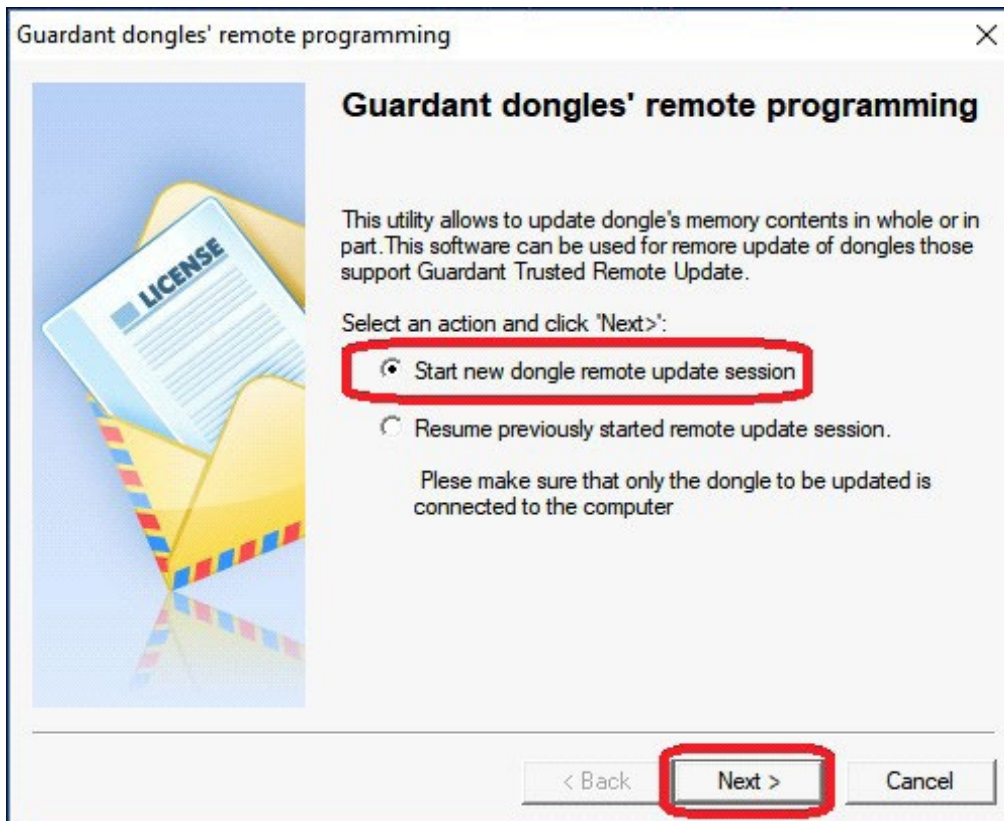 Guardant dongles' remote programming
Guardant dongles' remote programming
This utility allows to update dongle's memory contents in whole or in
part.This software can be used for remore update of dongles those
support Guardant Trusted Remote Update.
Select an action and click 'Next>':
Start new dongle remote update session
Resume previously started remote update session.
Plese make sure that only the dongle to be updated is
connected to the computer
LICENSE
< Back
Next >
Cancel